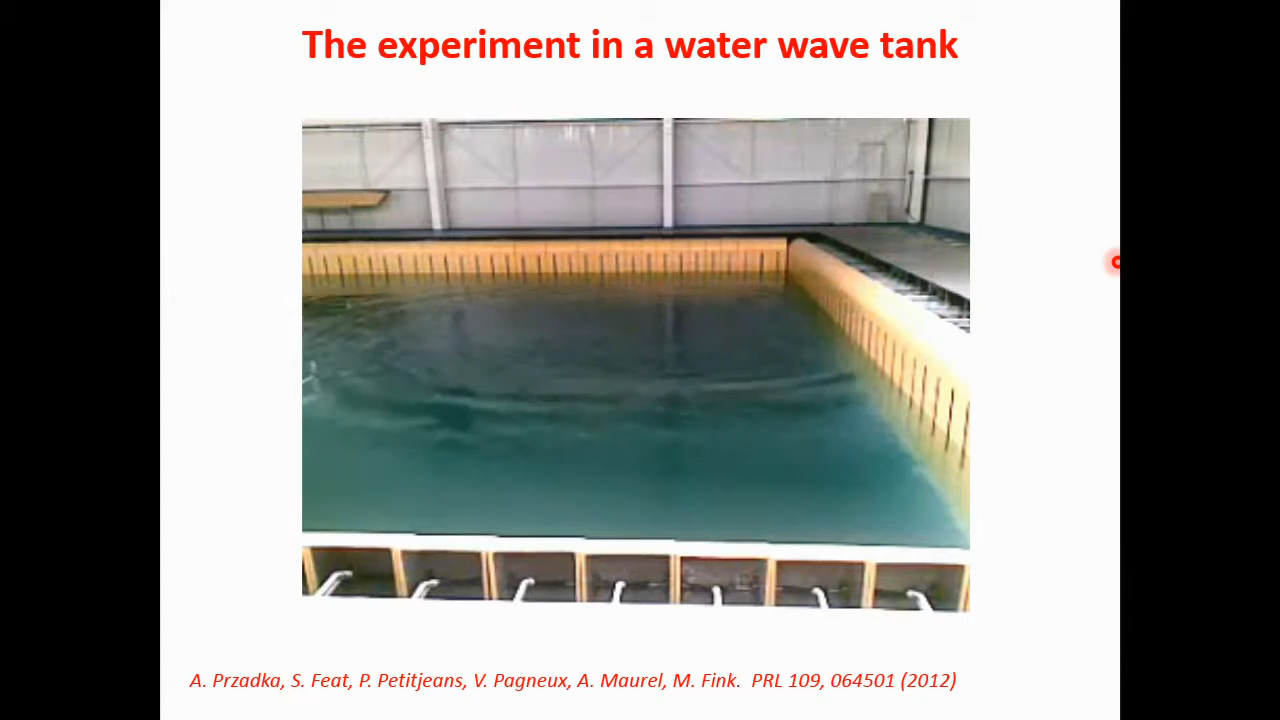 The experiment in a water wave tank
A. Przadka, S. Feat, P. Petitjeans, V. Pagneux, A. Maurel, M. Fink. PRL 109, 064501 (2012)